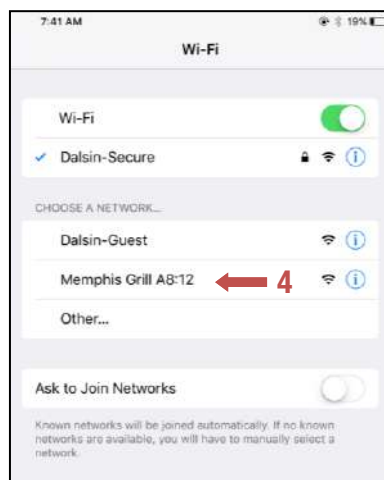 7:41 AM 19%
Wi-Fi
Wi-Fi
Dalsin-Secure
CHOOSE A NETWORK...
Dalsin-Guest
Memphis Grill A8:12 4
Other...
Ask to Join Networks
Known networks will be joined automatically. If no known
networks are available, you will have to manually select a
network.